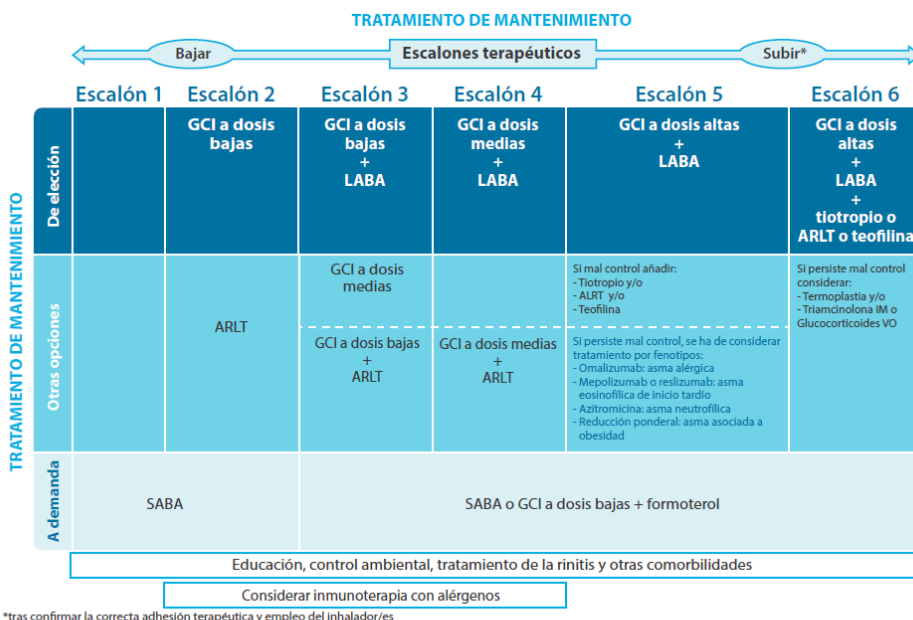 TRATAMIENTO DE MANTENIMIENTO
Bajar
Escalones terapéuticos
Subir*
Escalón 1
Escalón 2
Escalón 3
Escalón 4
Escalón 5
Escalón 6
TRATAMIENTO DE MANTENIMIENTO
De elección
GCI a dosis
bajas
GCI a dosis
bajas
+
LABA
GCI a dosis
medias
+
LABA
GCI a dosis altas
+
LABA
GCI a dosis
altas
+
LABA
+
tiotropio o
ARLT o teofilina
Otras opciones
ARLT
GCI a dosis
medias
GCI a dosis bajas
+
ARLT
GCI a dosis medias
+
ARLT
Si mal control añadir:
- Tiotropio y/o
- ALRT y/o
- Teofilina
Si persiste mal control, se ha de considerar
tratamiento por fenotipos:
- Omalizumab: asma alérgica
- Mepolizumab o reslizumab: asma
eosinofílica de inicio tardío
- Azitromicina: asma neutrofílica
- Reducción ponderal: asma asociada a
obesidad
Si persiste mal control
considerar:
- Termoplastia y/o
- Triamcinolona IM o
Glucocorticoides VO
A demanda
SABA
SABA o GCI a dosis bajas + formoterol
Educación, control ambiental, tratamiento de la rinitis y otras comorbilidades
Considerar inmunoterapia con alérgenos
*tras confirmar la correcta adhesión terapéutica y empleo del inhalador/es